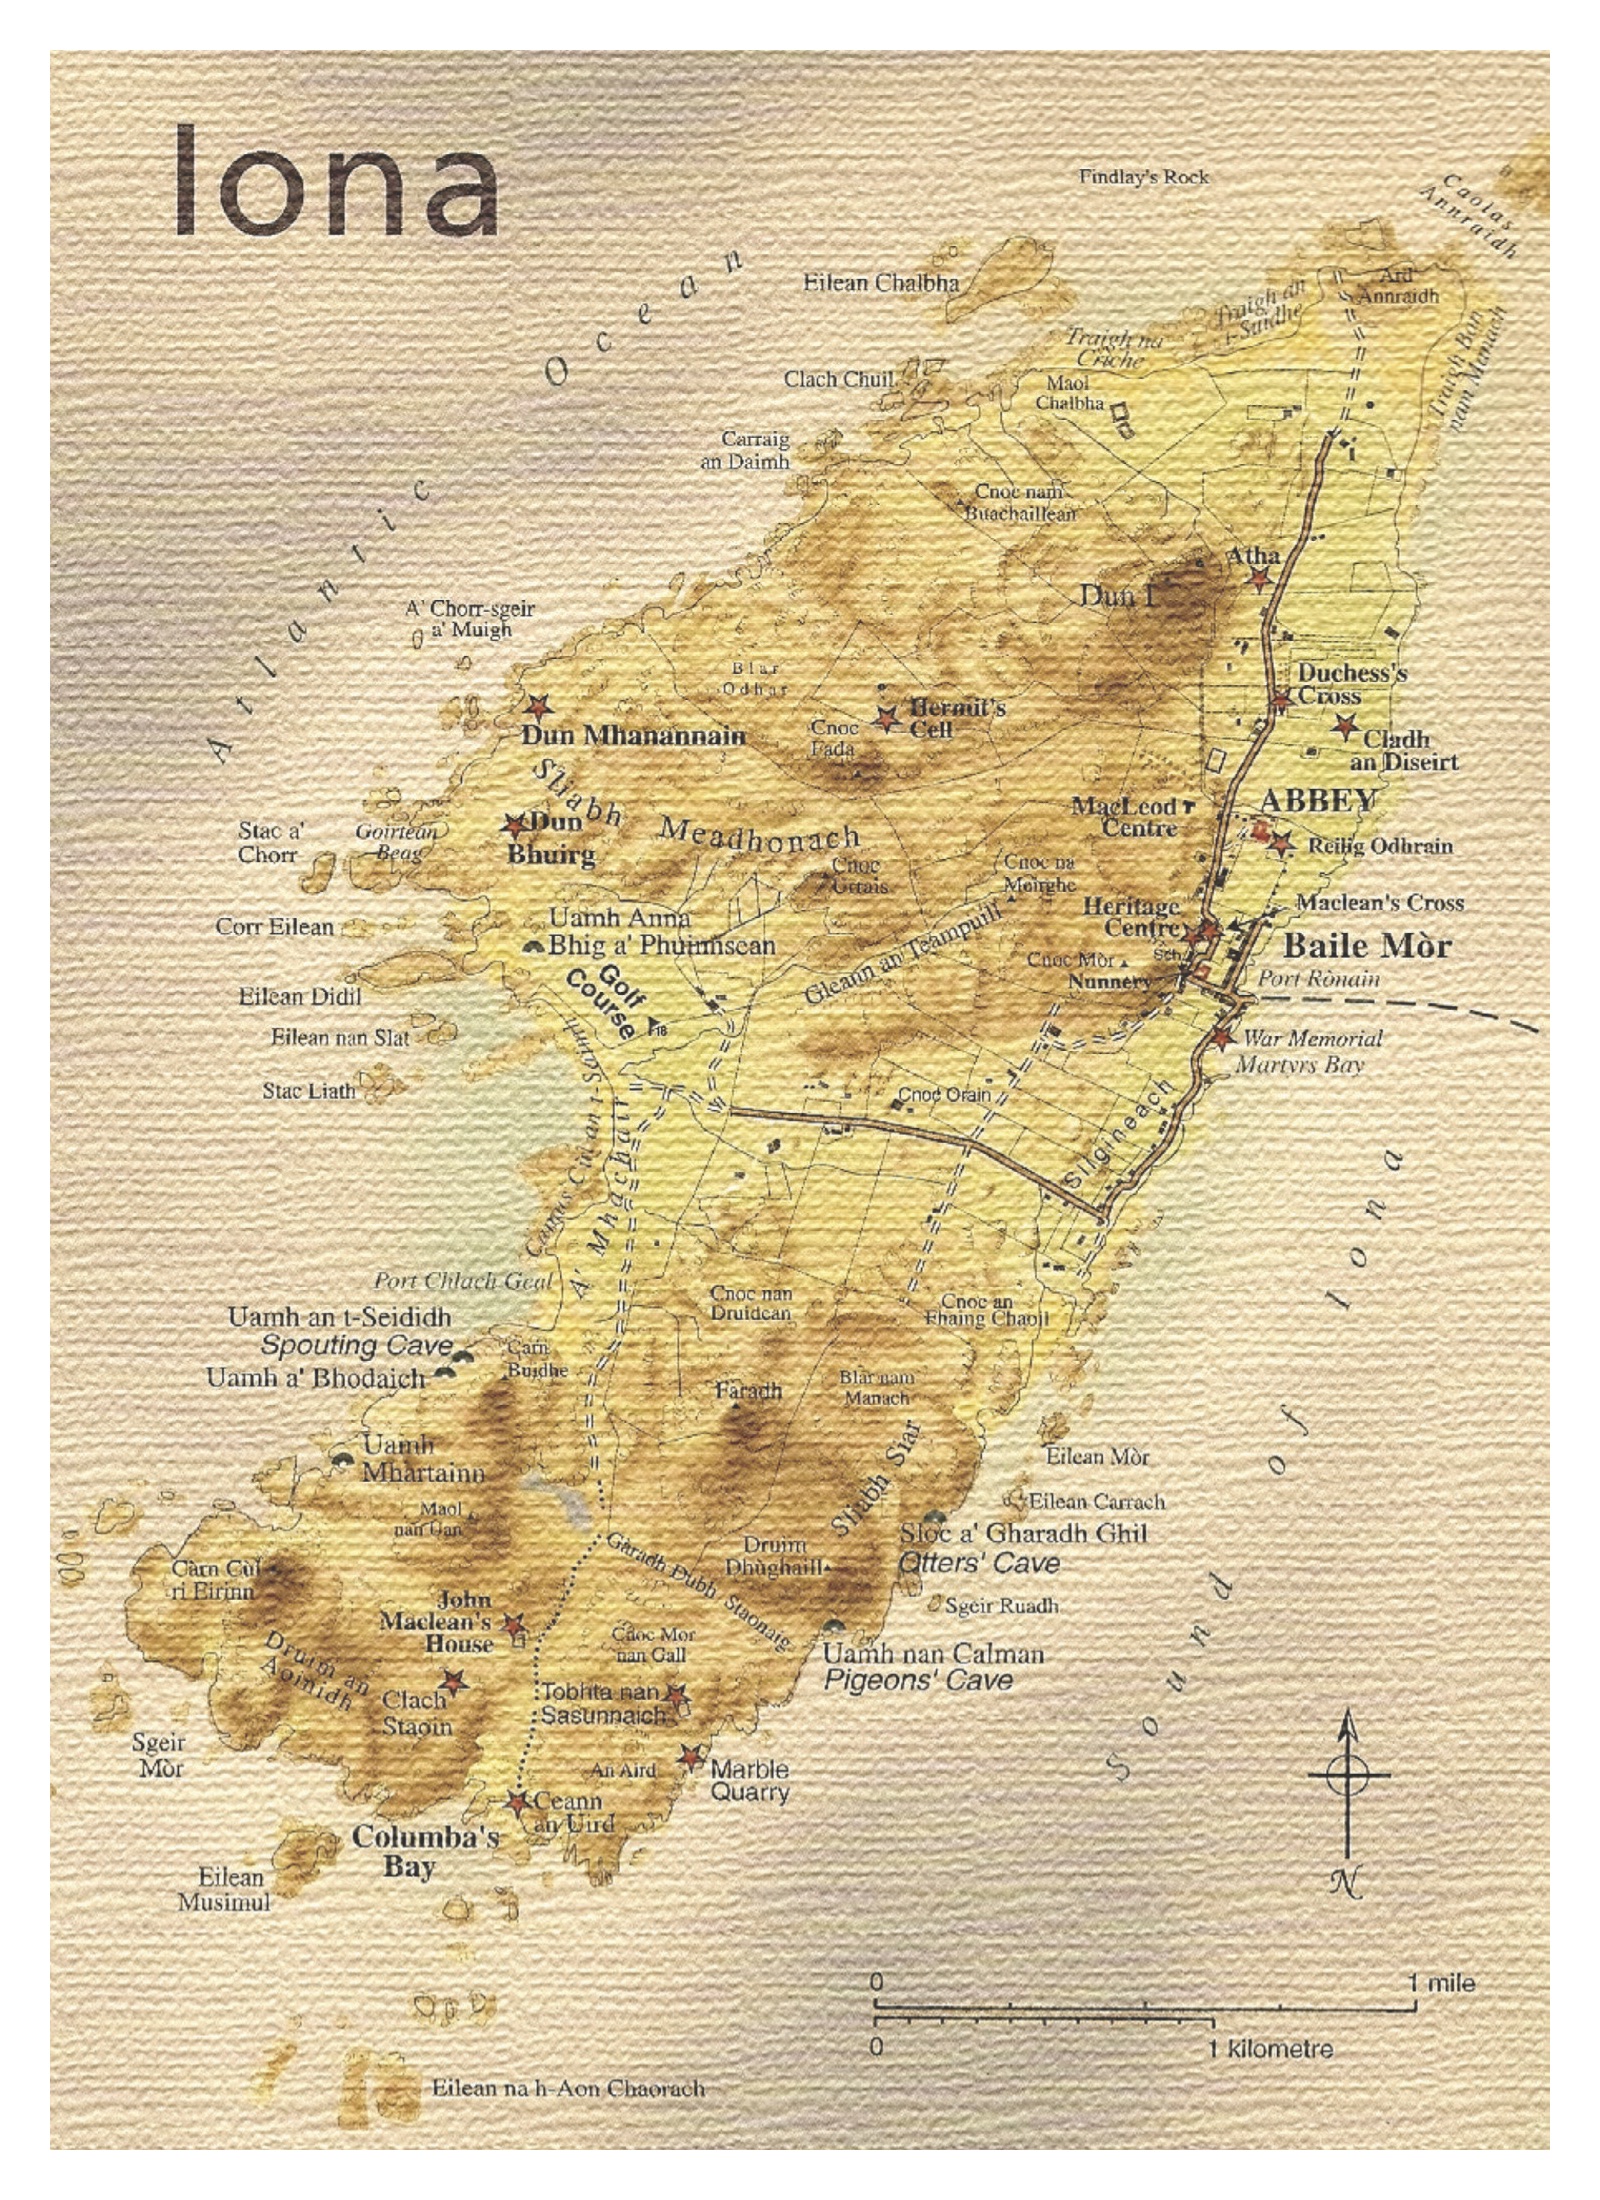 Iona
Findlay's Rock
Caolas
Annraidh
Atlantic Ocean
Eilean Chalbha
Ard
Annraidh
Traigh an
t-Suidhe
Traigh na
Criche
Traigh Ban
nam Manach
Clach Chuil
Maol
Chalbha
Carraig
an Daimh
Cnoc nam
Buachaillean
Atha
Dun I
A' Chorr-sgeir
a' Muigh
Blar
Odhar
Duchess's
Cross
Hermit's
Cell
Cnoc
Fada
Dun Mhanannain
Cladh
an Diseirt
Sliabh Meadhonach
ABBEY
MacLeod
Centre
Dun
Bhuirg
Stac a'
Chorr
Goirtean
Beag
Reilig Odhrain
Cnoc
Urrais
Cnoc na
Meirghe
Maclean's Cross
Heritage
Centre
Uamh Anna
Bhig a' Phuinnscan
Corr Eilean
Baile Mòr
Sch
Cnoc Mòr
Nunnery
Port Rònain
Gleann an Teampuill
Golf
Course
18
Eilean Didil
Eilean nan Slat
War Memorial
Martyrs Bay
Stac Liath
Cnoc Orain
Sligineach
Camus Cùl an t-Saimh
A' Mhachair
Sound of Iona
Port Chlach Geal
Cnoc nan
Druidean
Cnoc an
Fhaing Chaoil
Uamh an t-Seididh
Spouting Cave
Uamh a' Bhodaich
Carn
Buidhe
Faradh
Blar nam
Manach
Sliabh Siar
Uamh
Mhartainn
Eilean Mòr
Eilean Carrach
Maol
nan Uan
Sloc a' Gharadh Ghil
Otters' Cave
Druim
Dhùghaill
Garadh Dubh Staonaig
Càrn Cùl
ri Eirinn
Sgeir Ruadh
John
Maclean's
House
Cnoc Mor
nan Gall
Uamh nan Calman
Pigeons' Cave
Druim an
Aoinidh
Clach
Staoin
Tobhta nan
Sasunnaich
Sgeir
Mòr
An Aird
Marble
Quarry
Ceann
an Uird
Columba's
Bay
Eilean
Musimul
N
0 1 mile
0 1 kilometre
Eilean na h-Aon Chaorach